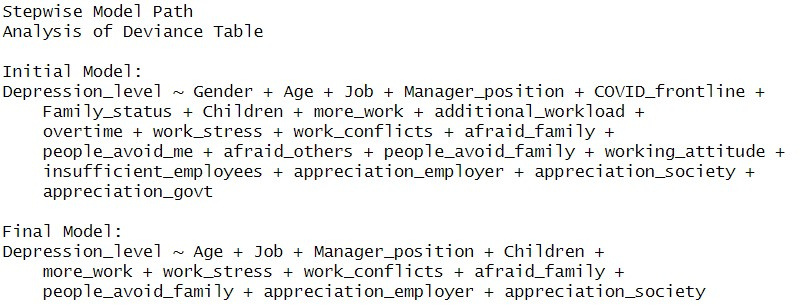 Stepwise Model Path
Analysis of Deviance Table
Initial Model:
Depression_level ~ Gender + Age + Job + Manager_position + COVID_frontline +
Family_status + Children + more_work + additional_workload +
overtime + work_stress + work_conflicts + afraid_family +
people_avoid_me + afraid_others + people_avoid_family + working_attitude +
insufficient_employees + appreciation_employer + appreciation_society +
appreciation_govt
Final Model:
Depression_level ~ Age + Job + Manager_position + Children +
more_work + work_stress + work_conflicts + afraid_family +
people_avoid_family + appreciation_employer + appreciation_society